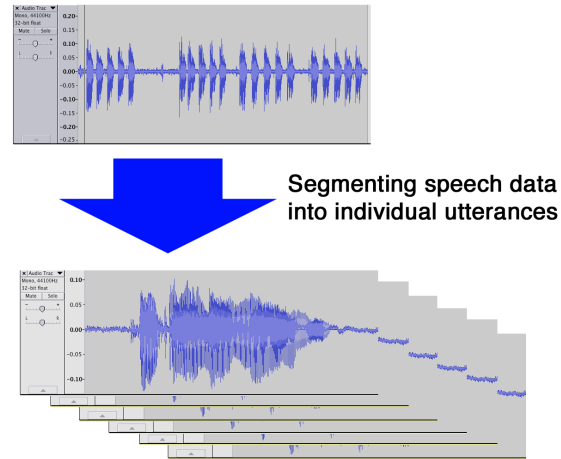 × Audio Trac ▼
Mono, 44100Hz
32-bit float
Mute Solo
- +
L R
0.20-
0.15-
0.10-
0.05-
0.00-
-0.05-
-0.10-
-0.15-
-0.20-
-0.25-
Segmenting speech data
into individual utterances
× Audio Trac ▼
Mono, 44100Hz
32-bit float
Mute Solo
- +
L R
0.10-
0.05-
0.00-
-0.05-
-0.10-